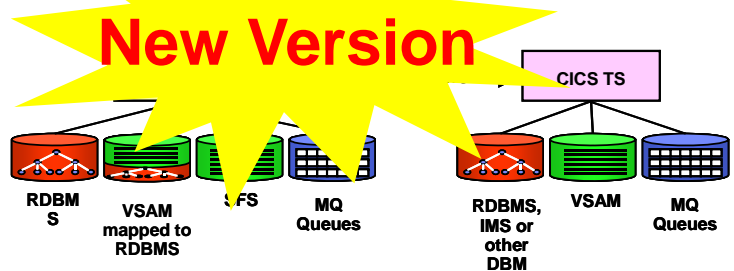 New Version
CICS TS
RDBM
S
VSAM
mapped to
RDBMS
SFS
MQ
Queues
RDBMS,
IMS or
other
DBM
VSAM
MQ
Queues